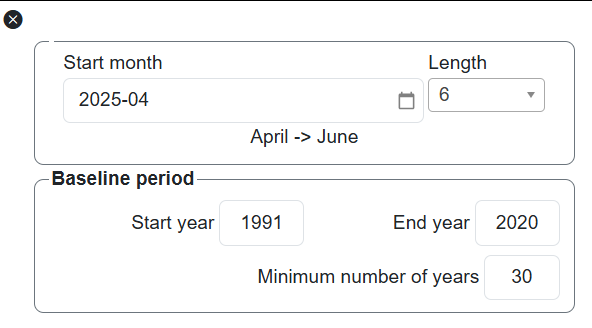 Start month Length
2025-04 6
April -> June
Baseline period
Start year 1991 End year 2020
Minimum number of years 30